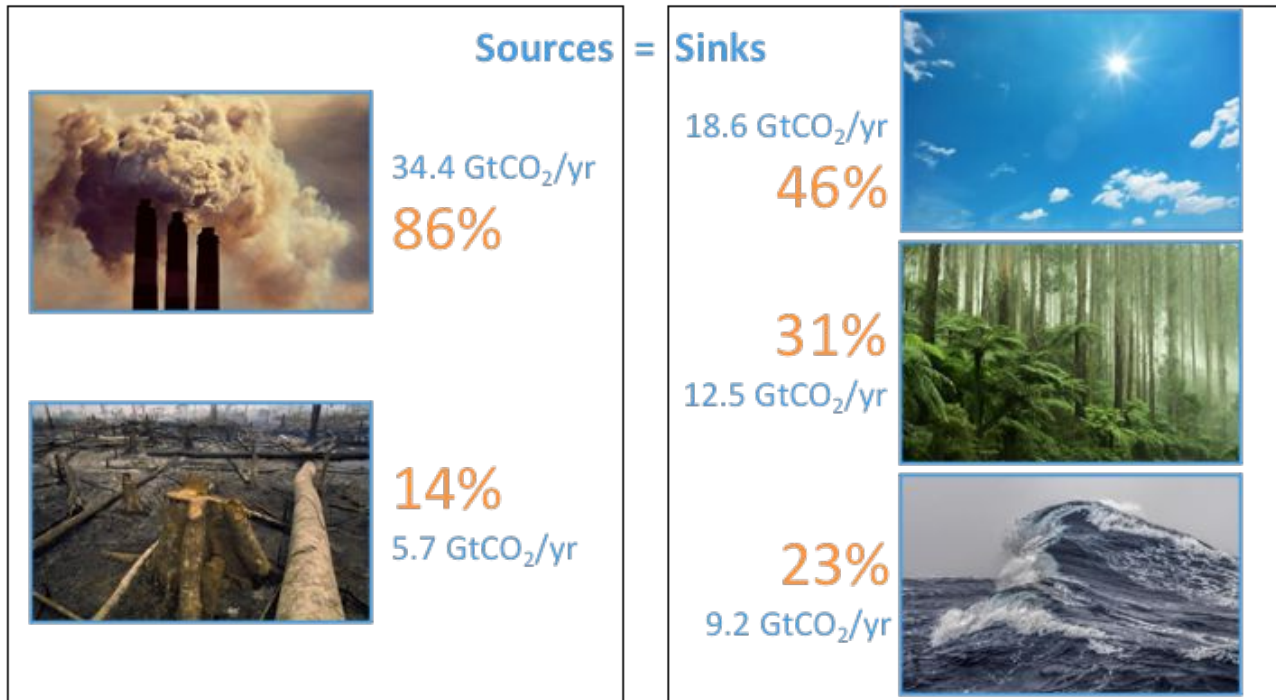 Sources = Sinks
34.4 GtCO₂/yr
86%
14%
5.7 GtCO₂/yr
18.6 GtCO₂/yr
46%
31%
12.5 GtCO₂/yr
23%
9.2 GtCO₂/yr